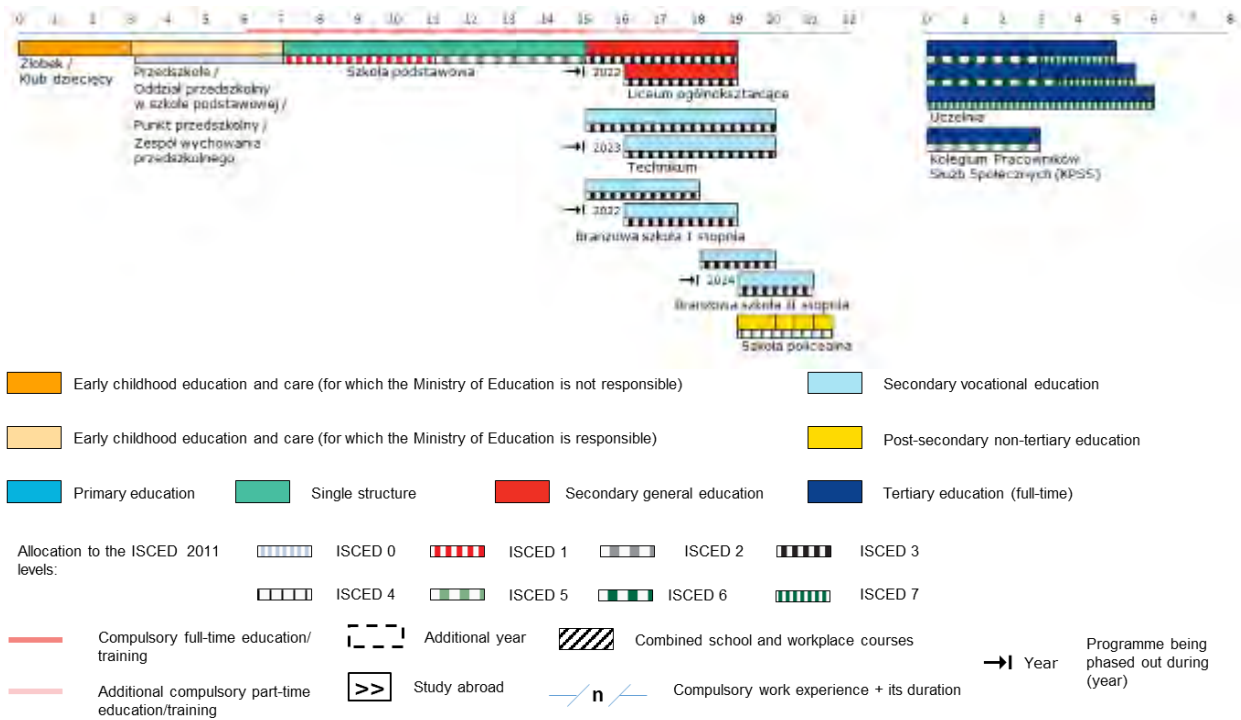 0 1 2 3 4 5 6 7 8 9 10 11 12 13 14 15 16 17 18 19 20 21 22
0 1 2 3 4 5 6 7 8
Żłobek /
Klub dziecięcy
Przedszkole /
Oddział przedszkolny
w szkole podstawowej /
Punkt przedszkolny /
Zespół wychowania
przedszkolnego
Szkoła podstawowa
2022
Liceum ogólnokształcące
2023
Technikum
2022
Branżowa szkoła I stopnia
2024
Branżowa szkoła II stopnia
Szkoła policealna
Uczelnia
Kolegium Pracowników
Służb Społecznych (KPSS)
Early childhood education and care (for which the Ministry of Education is not responsible)
Secondary vocational education
Early childhood education and care (for which the Ministry of Education is responsible)
Post-secondary non-tertiary education
Primary education
Single structure
Secondary general education
Tertiary education (full-time)
Allocation to the ISCED 2011
levels:
ISCED 0
ISCED 1
ISCED 2
ISCED 3
ISCED 4
ISCED 5
ISCED 6
ISCED 7
Compulsory full-time education/
training
Additional year
Combined school and workplace courses
Year
Programme being
phased out during
(year)
Additional compulsory part-time
education/training
>> Study abroad
n Compulsory work experience + its duration